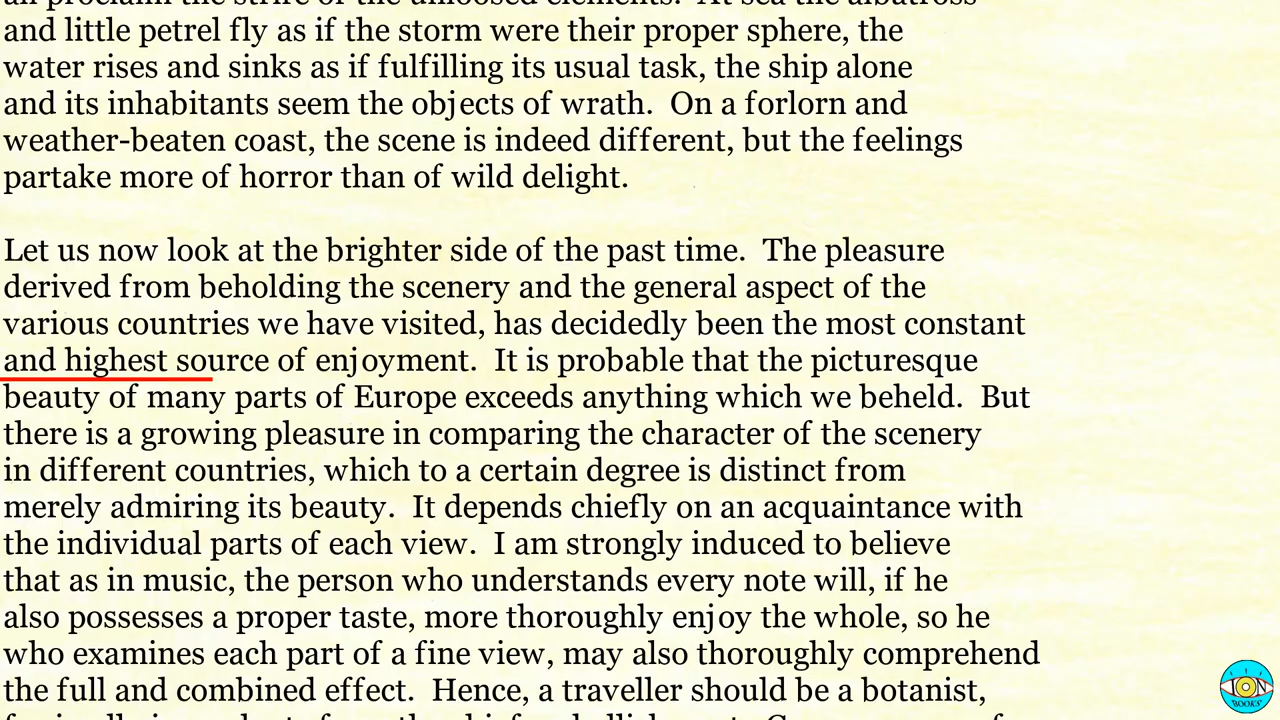 and little petrel fly as if the storm were their proper sphere, the
water rises and sinks as if fulfilling its usual task, the ship alone
and its inhabitants seem the objects of wrath.  On a forlorn and
weather-beaten coast, the scene is indeed different, but the feelings
partake more of horror than of wild delight.
Let us now look at the brighter side of the past time.  The pleasure
derived from beholding the scenery and the general aspect of the
various countries we have visited, has decidedly been the most constant
and highest source of enjoyment.  It is probable that the picturesque
beauty of many parts of Europe exceeds anything which we beheld.  But
there is a growing pleasure in comparing the character of the scenery
in different countries, which to a certain degree is distinct from
merely admiring its beauty.  It depends chiefly on an acquaintance with
the individual parts of each view.  I am strongly induced to believe
that as in music, the person who understands every note will, if he
also possesses a proper taste, more thoroughly enjoy the whole, so he
who examines each part of a fine view, may also thoroughly comprehend
the full and combined effect.  Hence, a traveller should be a botanist,
ION
BOOKS